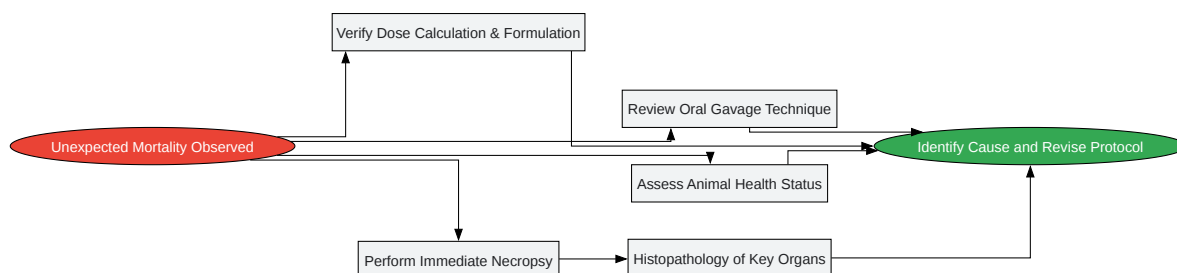 Verify Dose Calculation & Formulation
Review Oral Gavage Technique
Unexpected Mortality Observed
Identify Cause and Revise Protocol
Assess Animal Health Status
Perform Immediate Necropsy
Histopathology of Key Organs